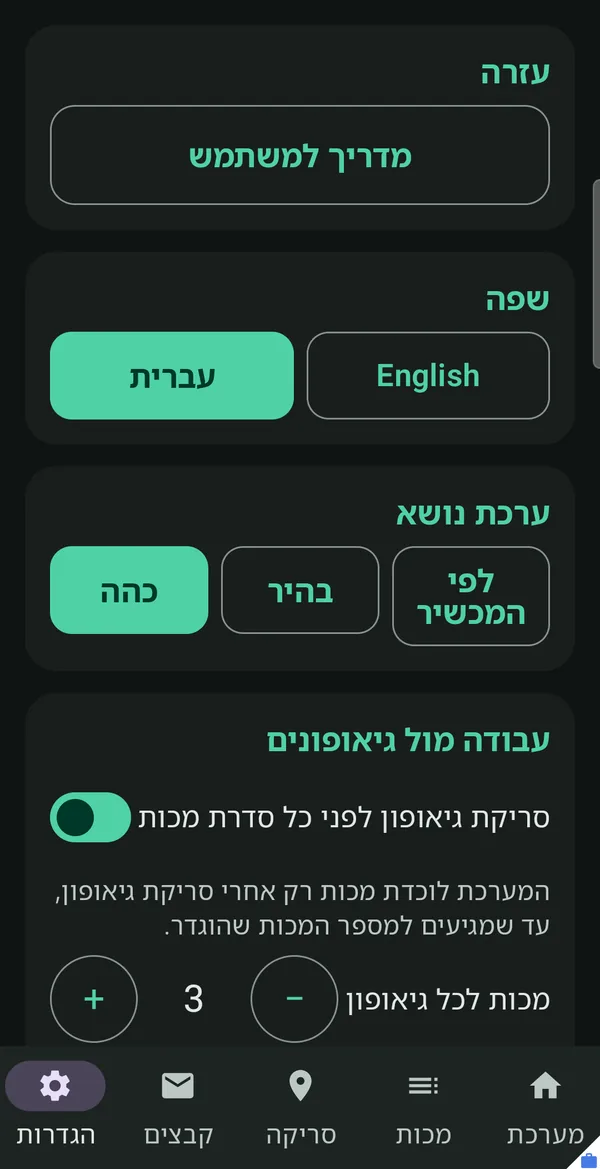 עזרה
מדריך למשתמש
שפה
English
עברית
ערכת נושא
לפי
המכשיר
בהיר
כהה
עבודה מול גיאופונים
סריקת גיאופון לפני כל סדרת מכות
המערכת לוכדת מכות רק אחרי סריקת גיאופון,
עד שמגיעים למספר המכות שהוגדר.
מכות לכל גיאופון
−
3
+
מערכת
מכות
סריקה
קבצים
הגדרות